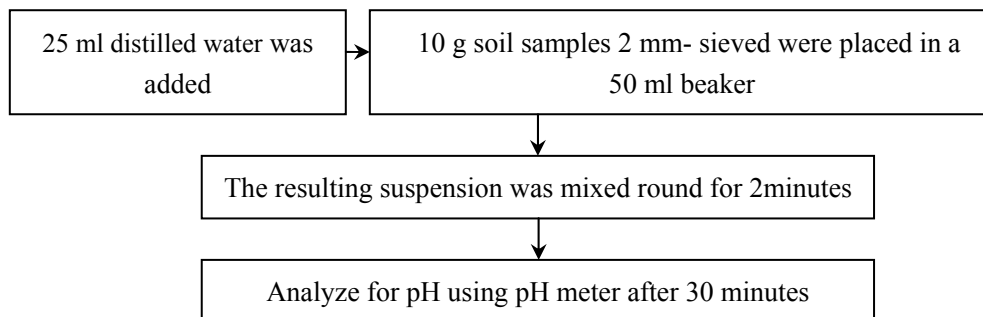 25 ml distilled water was
added
10 g soil samples 2 mm- sieved were placed in a
50 ml beaker
The resulting suspension was mixed round for 2minutes
Analyze for pH using pH meter after 30 minutes